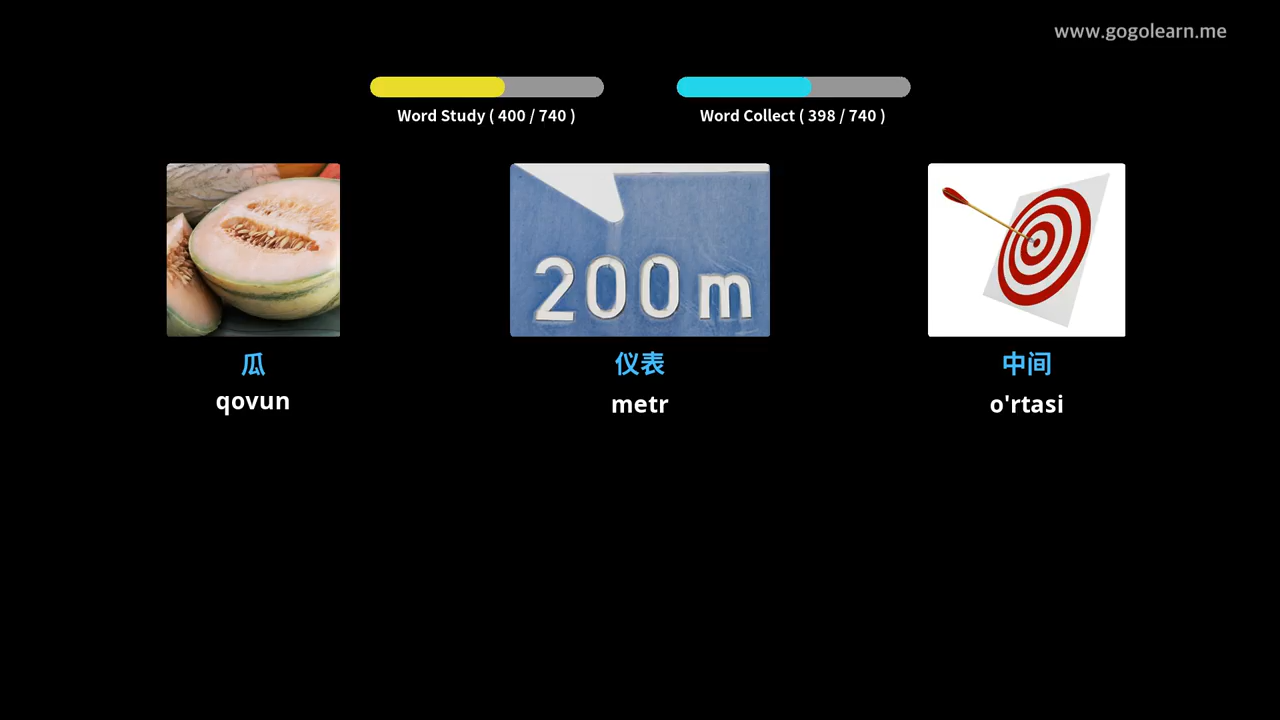 www.gogolearn.me
Word Study ( 400 / 740 )
Word Collect ( 398 / 740 )
200 m
瓜
仪表
中间
qovun
metr
o'rtasi